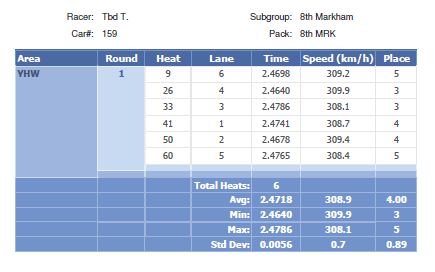 Racer: Tbd T. Subgroup: 8th Markham
Car#: 159 Pack: 8th MRK
Area Round Heat Lane Time Speed (km/h) Place
YHW 1 9 6 2.4698 309.2 5
26 4 2.4640 309.9 3
33 3 2.4786 308.1 3
41 1 2.4741 308.7 4
50 2 2.4678 309.4 4
60 5 2.4765 308.4 5
Total Heats: 6
Avg: 2.4718 308.9 4.00
Min: 2.4640 309.9 3
Max: 2.4786 308.1 5
Std Dev: 0.0056 0.7 0.89